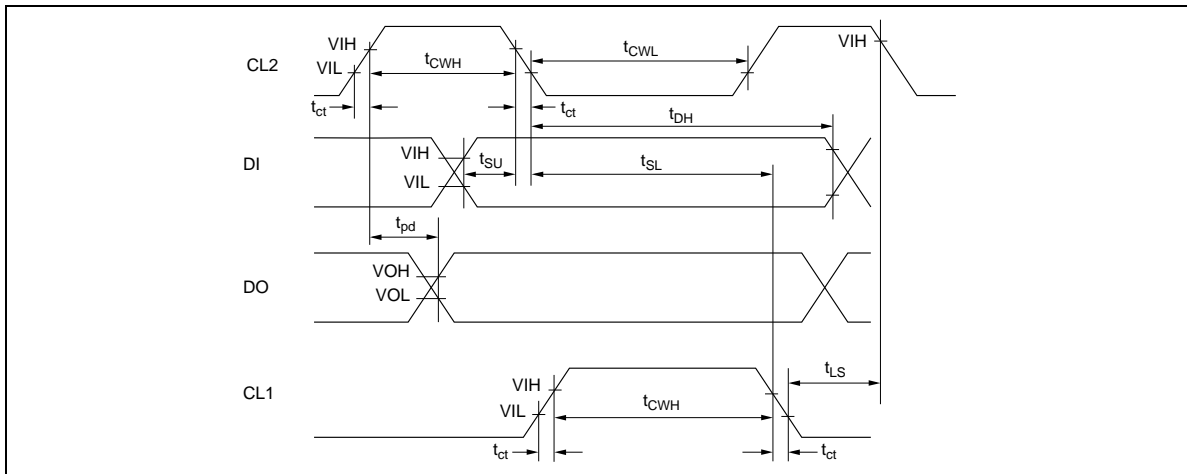 VIH
VIL
CL2
tct
tCWH
tct
tCWL
VIH
tDH
DI
VIH
VIL
tSU
tSL
tpd
DO
VOH
VOL
CL1
VIH
VIL
tct
tCWH
tct
tLS